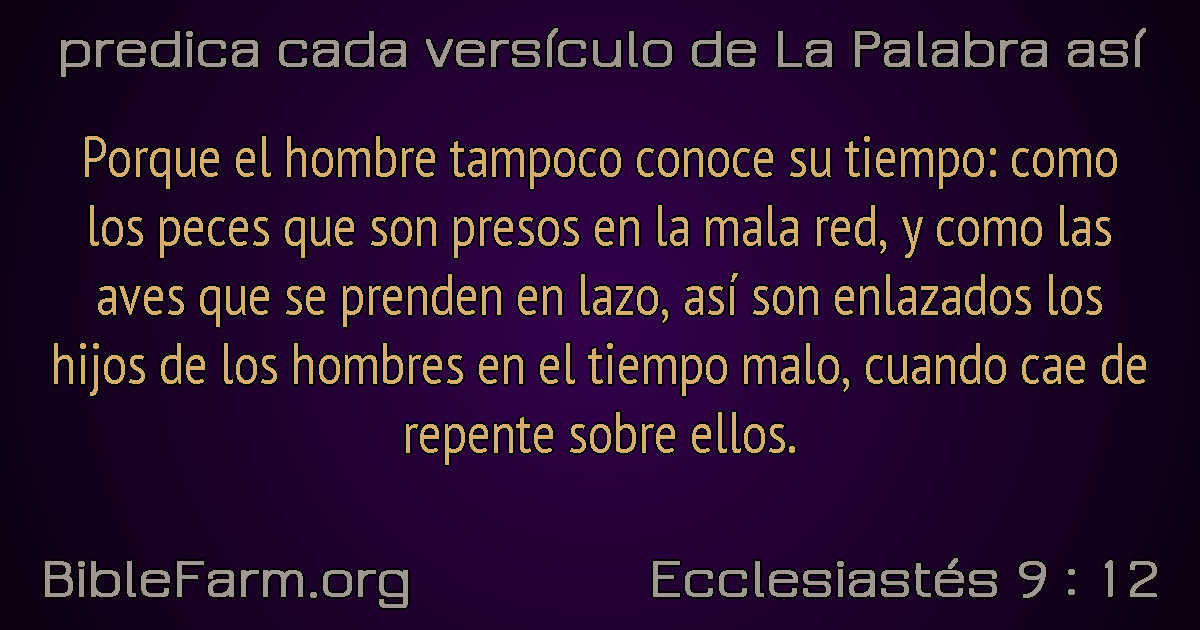 predica cada versículo de La Palabra así
Porque el hombre tampoco conoce su tiempo: como
los peces que son presos en la mala red, y como las
aves que se prenden en lazo, así son enlazados los
hijos de los hombres en el tiempo malo, cuando cae de
repente sobre ellos.
BibleFarm.org
Ecclesiastés 9 : 12